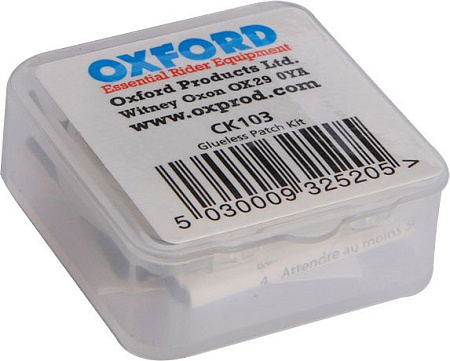 OXFORD
Essential Rider Equipment
Oxford Products Ltd.
Witney Oxon OX29 0YA
www.oxprod.com
CK103
Glueless Patch Kit
5 030009 325205 >
Attendre au moins